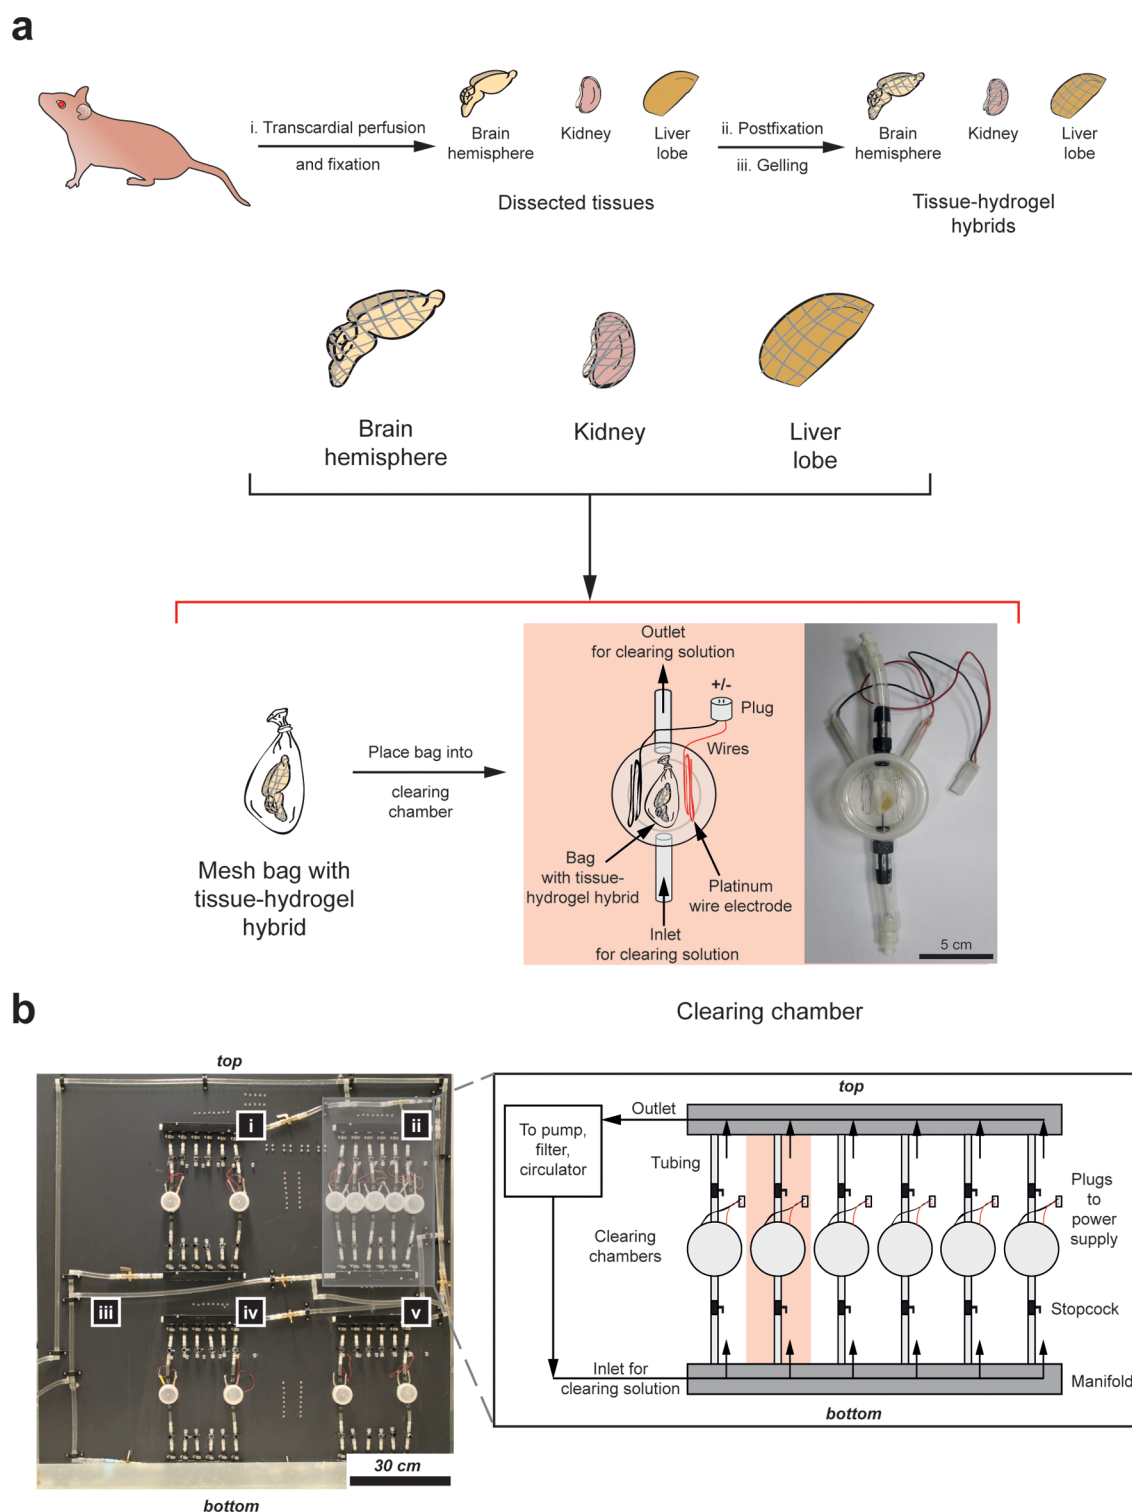 a
i. Transcardial perfusion
and fixation
Brain
hemisphere
Kidney
Liver
lobe
Dissected tissues
ii. Postfixation
iii. Gelling
Brain
hemisphere
Kidney
Liver
lobe
Tissue-hydrogel
hybrids
Brain
hemisphere
Kidney
Liver
lobe
Mesh bag with
tissue-hydrogel
hybrid
Place bag into
clearing
chamber
Outlet
for clearing solution
+/-
Plug
Wires
Bag
with tissue-
hydrogel hybrid
Platinum
wire electrode
Inlet
for clearing solution
5 cm
Clearing chamber
b
top
i
ii
iii
iv
v
30 cm
bottom
top
Outlet
To pump,
filter,
circulator
Tubing
Plugs
to
power
supply
Clearing
chambers
Stopcock
Inlet for
clearing solution
Manifold
bottom